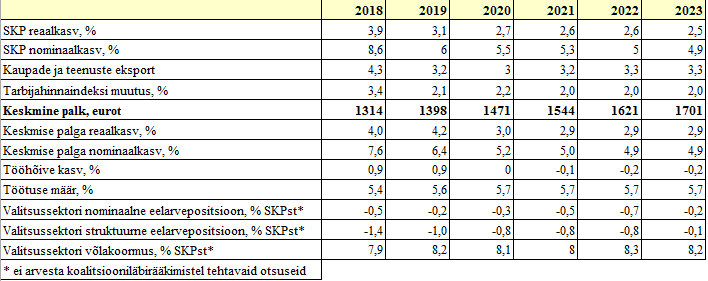 2018 2019 2020 2021 2022 2023
SKP reaalkasv, % 3,9 3,1 2,7 2,6 2,6 2,5
SKP nominaalkasv, % 8,6 6 5,5 5,3 5 4,9
Kaupade ja teenuste eksport 4,3 3,2 3 3,2 3,3 3,3
Tarbijahinnaindeksi muutus, % 3,4 2,1 2,2 2,0 2,0 2,0
Keskmine palk, eurot 1314 1398 1471 1544 1621 1701
Keskmise palga reaalkasv, % 4,0 4,2 3,0 2,9 2,9 2,9
Keskmise palga nominaalkasv, % 7,6 6,4 5,2 5,0 4,9 4,9
Tööhõive kasv, % 0,9 0,9 0 -0,1 -0,2 -0,2
Töötuse määr, % 5,4 5,6 5,7 5,7 5,7 5,7
Valitsussektori nominaalne eelarvepositsioon, % SKPst* -0,5 -0,2 -0,3 -0,5 -0,7 -0,2
Valitsussektori struktuurne eelarvepositsioon, % SKPst* -1,4 -1,0 -0,8 -0,8 -0,8 -0,1
Valitsussektori võlakoormus, % SKPst* 7,9 8,2 8,1 8 8,3 8,2
* ei arvesta koalitsiooniläbirääkimistel tehtavaid otsuseid